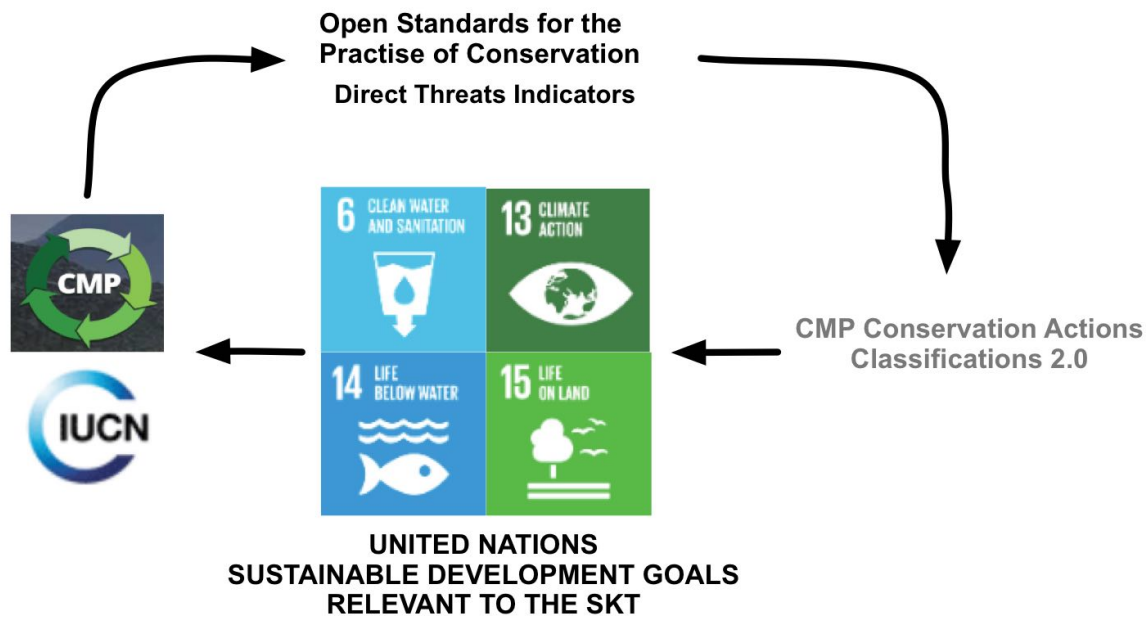 Open Standards for the
Practise of Conservation
Direct Threats Indicators
CMP
IUCN
6 CLEAN WATER
AND SANITATION
13 CLIMATE
ACTION
14 LIFE
BELOW WATER
15 LIFE
ON LAND
CMP Conservation Actions
Classifications 2.0
UNITED NATIONS
SUSTAINABLE DEVELOPMENT GOALS
RELEVANT TO THE SKT